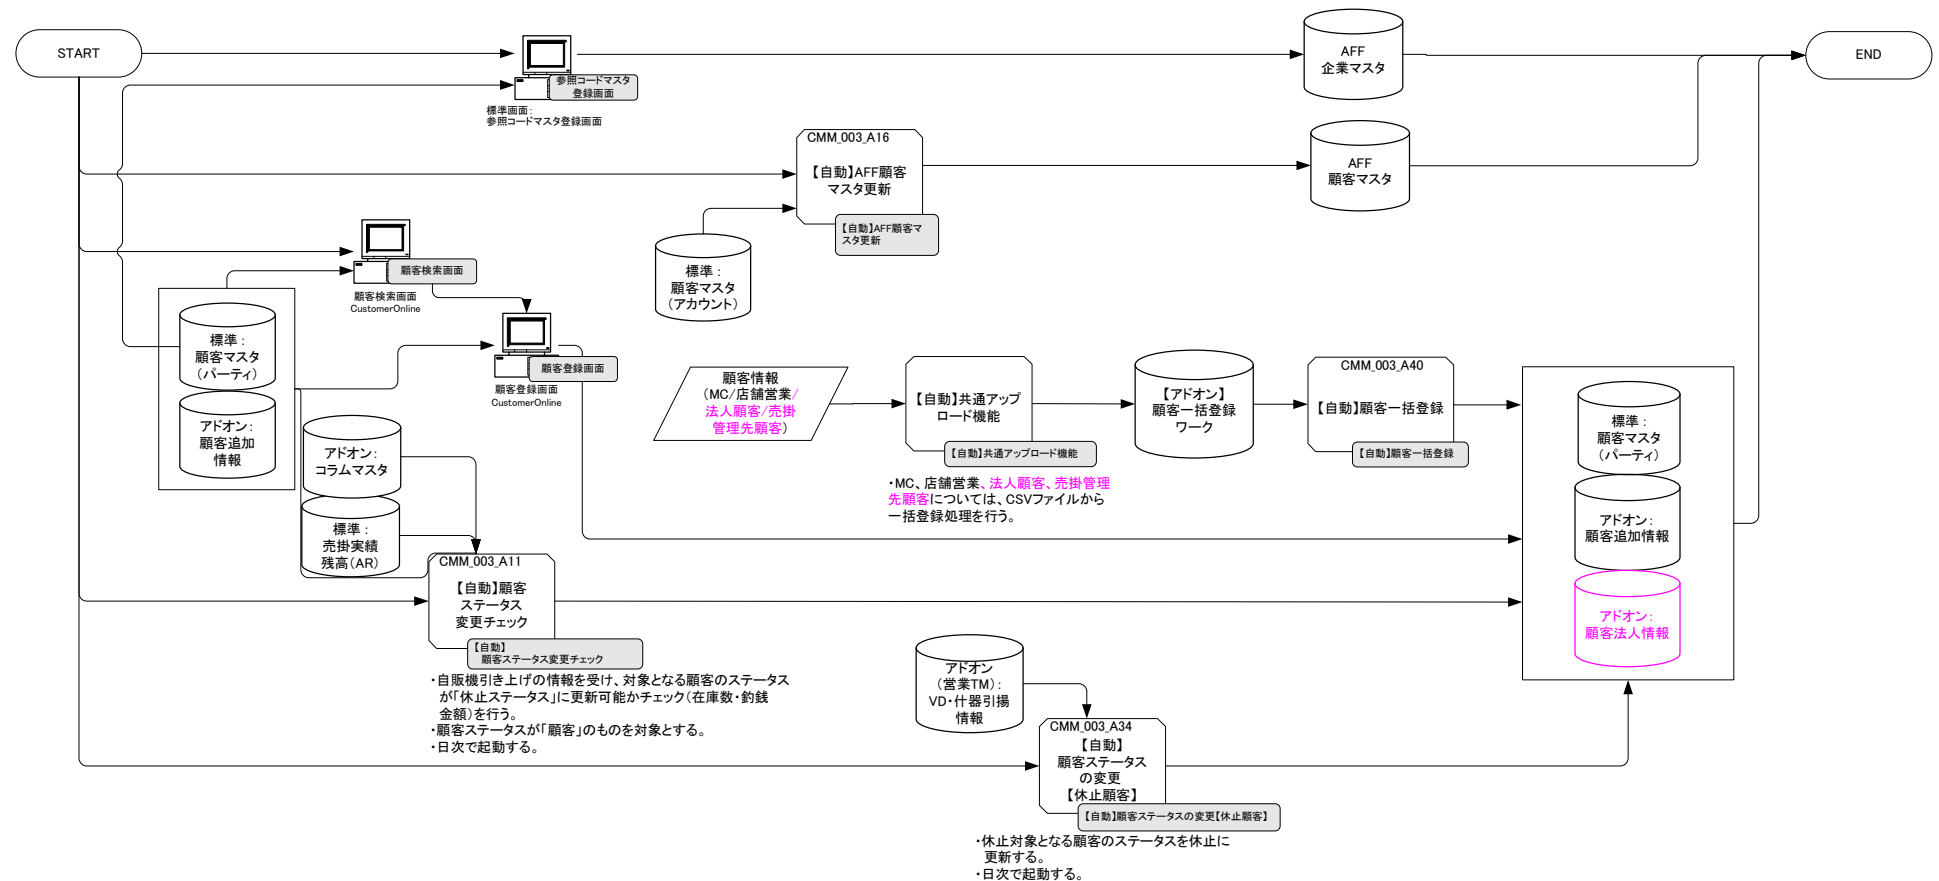 START
参照コードマスタ
登録画面
標準画面：
参照コードマスタ登録画面
AFF
企業マスタ
END
CMM_003_A16
【自動】AFF顧客
マスタ更新
【自動】AFF顧客マ
スタ更新
AFF
顧客マスタ
顧客検索画面
顧客検索画面
CustomerOnline
標準：
顧客マスタ
（アカウント）
標準：
顧客マスタ
（パーティ）
アドオン：
顧客追加
情報
顧客登録画面
顧客登録画面
CustomerOnline
アドオン：
コラムマスタ
標準：
売掛実績
残高（AR）
顧客情報
（MC/店舗営業/
法人顧客/売掛
管理先顧客）
【自動】共通アップ
ロード機能
【自動】共通アップロード機能
・MC、店舗営業、法人顧客、売掛管理
先顧客については、CSVファイルから
一括登録処理を行う。
【アドオン】
顧客一括登録
ワーク
CMM_003_A40
【自動】顧客一括登録
【自動】顧客一括登録
標準：
顧客マスタ
（パーティ）
アドオン：
顧客追加情報
アドオン：
顧客法人情報
CMM_003_A11
【自動】顧客
ステータス
変更チェック
【自動】
顧客ステータス変更チェック
・自販機引き上げの情報を受け、対象となる顧客のステータス
が「休止ステータス」に更新可能かチェック（在庫数・釣銭
金額）を行う。
・顧客ステータスが「顧客」のものを対象とする。
・日次で起動する。
アドオン
（営業TM）：
VD・什器引揚
情報
CMM_003_A34
【自動】
顧客ステータス
の変更
【休止顧客】
【自動】顧客ステータスの変更【休止顧客】
・休止対象となる顧客のステータスを休止に
更新する。
・日次で起動する。